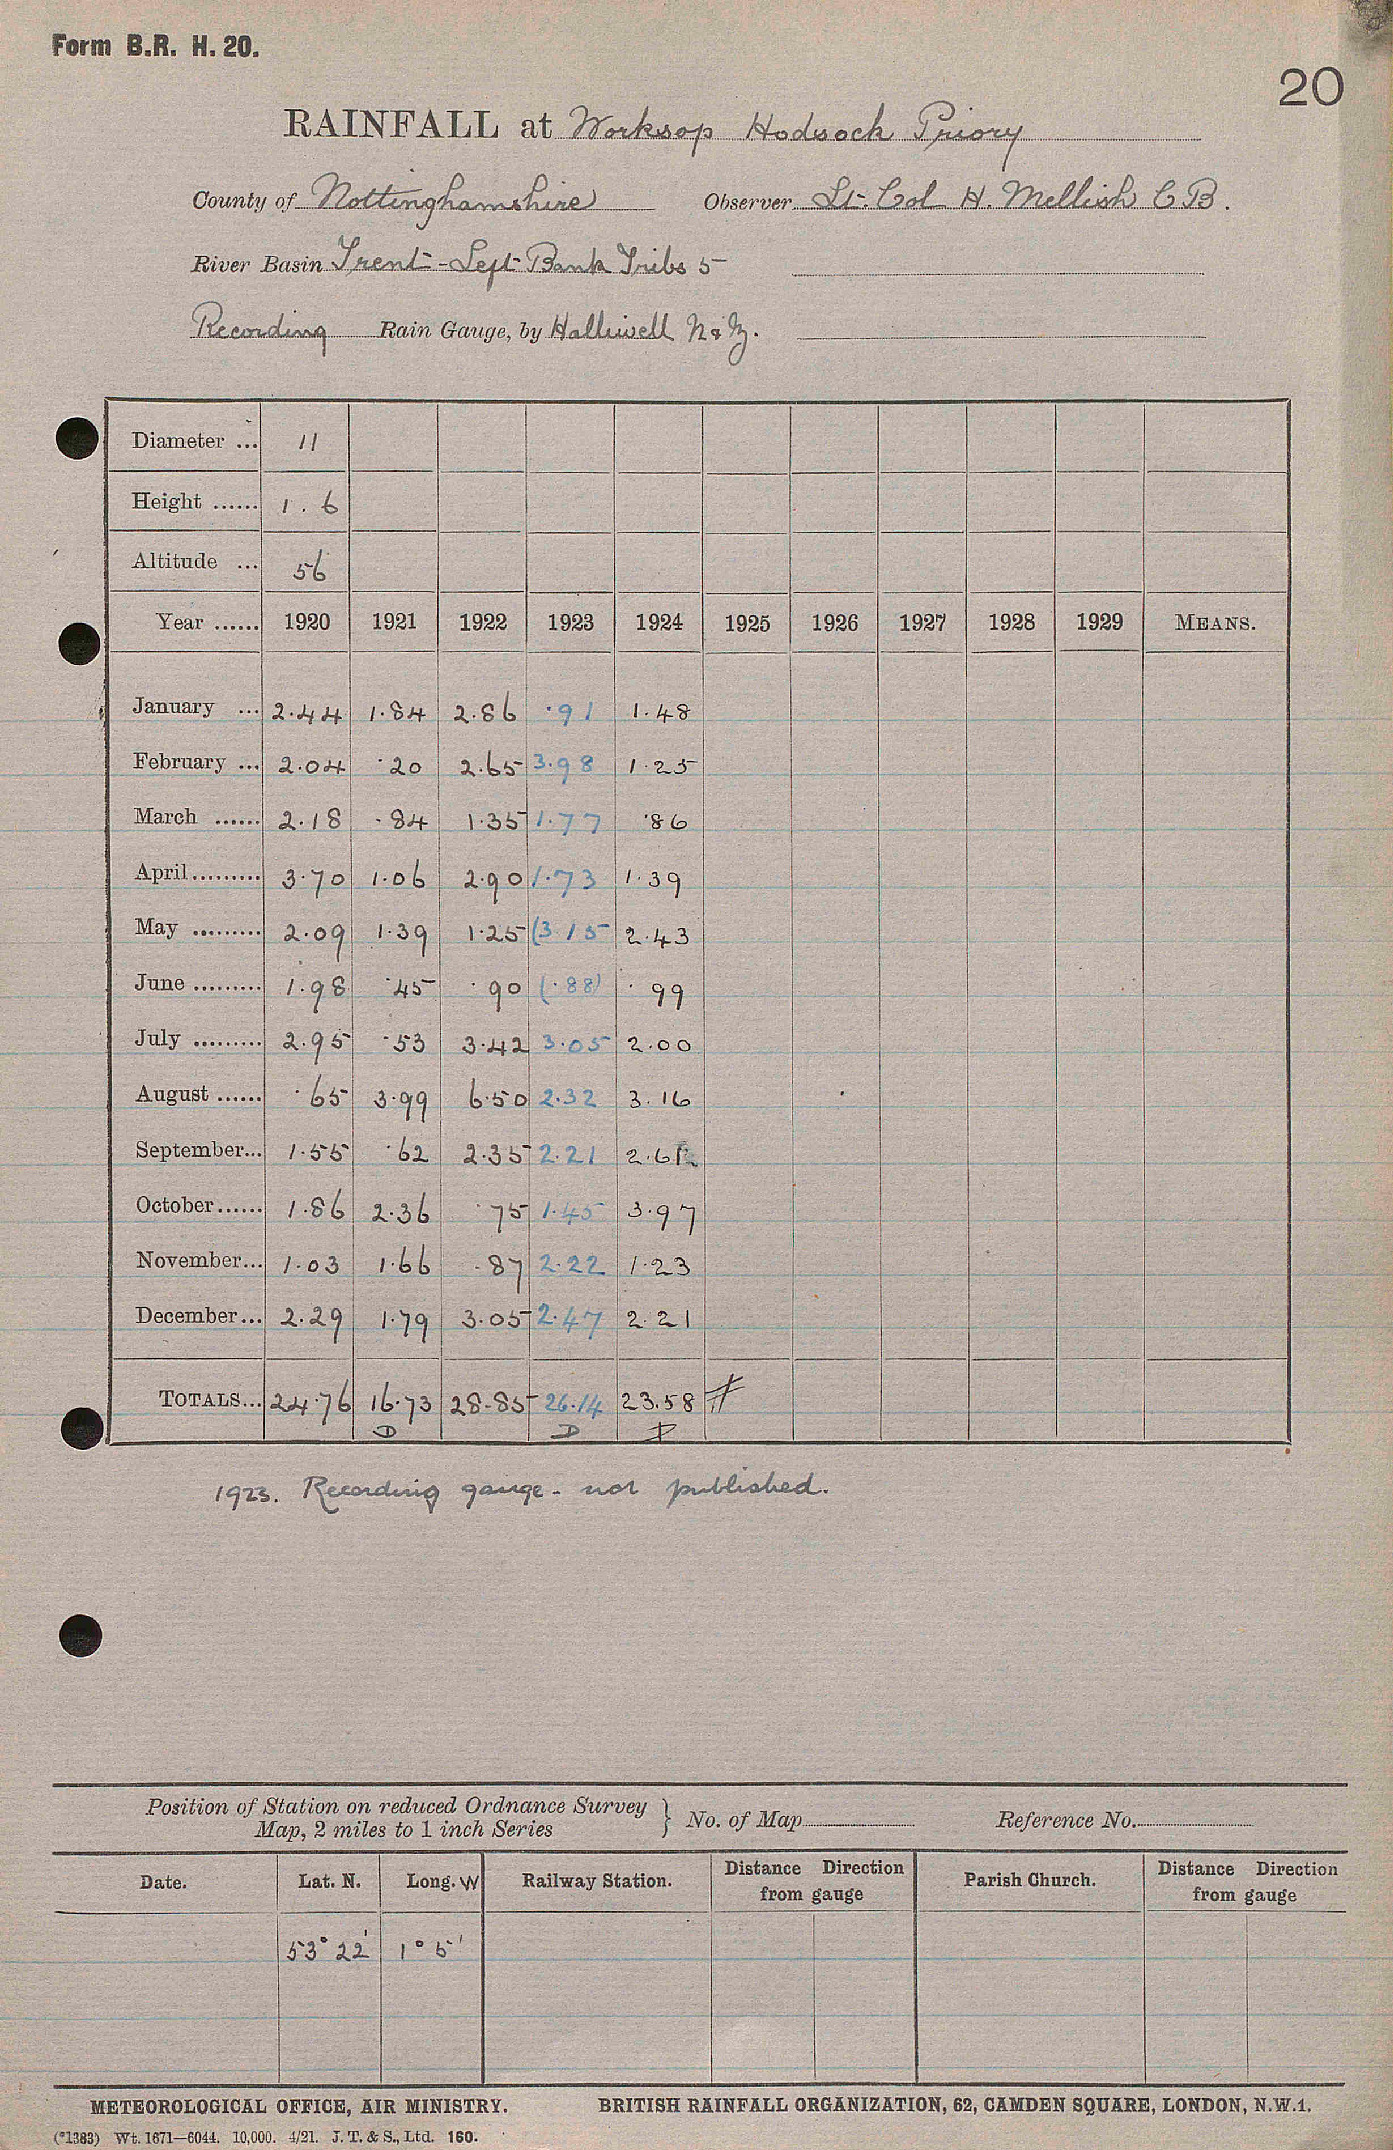 Form B.R. H. 20.
20
RAINFALL at Worksop Hodsock Priory
County of Nottinghamshire Observer Lt. Col H. Mellish CB.
River Basin Trent - Left Bank Tribs 5
Recording Rain Gauge, by Halliwell N & Z.
Diameter ... 11
Height ...... 1.6
Altitude ... 56
Year ...... 1920 1921 1922 1923 1924 1925 1926 1927 1928 1929 MEANS.
January ... 2.44 1.84 2.86 .91 1.48
February ... 2.04 .20 2.65 3.98 1.25
March ...... 2.18 .84 1.35 1.77 .86
April......... 3.70 1.06 2.90 1.73 1.39
May ......... 2.09 1.39 1.25 (3.15 2.43
June ......... 1.98 .45 .90 (.88) .99
July ......... 2.95 .53 3.42 3.05 2.00
August ...... .65 3.99 6.50 2.32 3.16
September... 1.55 .62 2.35 2.21
October...... 1.86 2.36 .75 1.45 3.97
November... 1.03 1.66 .87 2.22 1.23
December... 2.29 1.79 3.05 2.47 2.21
TOTALS... 24.76 16.73 28.85 26.14 23.58
D D
1923. Recording gauge - not published.
Position of Station on reduced Ordnance Survey
Map, 2 miles to 1 inch Series } No. of Map Reference No.
Date. Lat. N. Long. W Railway Station. Distance Direction from gauge Parish Church. Distance Direction from gauge
53° 22' 1° 5'
METEOROLOGICAL OFFICE, AIR MINISTRY. BRITISH RAINFALL ORGANIZATION, 62, CAMDEN SQUARE, LONDON, N.W.1.
(*1383) Wt. 1671—6044. 10,000. 4/21. J. T. & S., Ltd. 160.